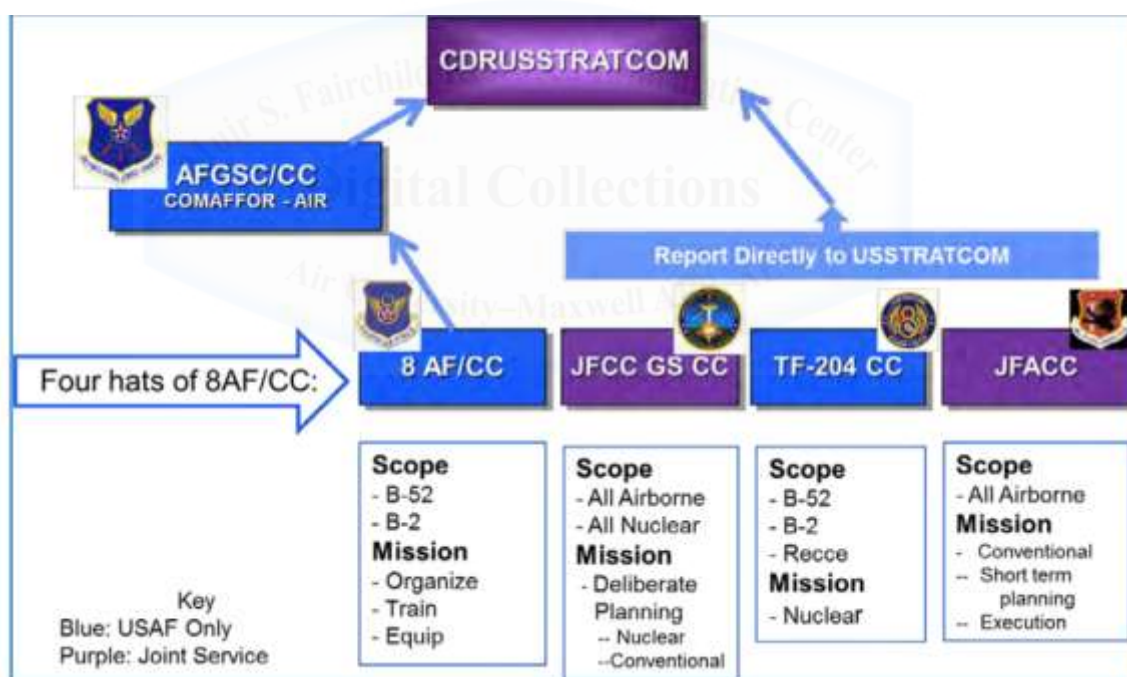 CDRUSSTRATCOM
AFGSC/CC
COMAFFOR - AIR
Digital Collections
Report Directly to USSTRATCOM
Four hats of 8AF/CC:
8 AF/CC
JFCC GS CC
TF-204 CC
JFACC
Scope
- B-52
- B-2
Mission
- Organize
- Train
- Equip
Scope
- All Airborne
- All Nuclear
Mission
- Deliberate
Planning
-- Nuclear
--Conventional
Scope
- B-52
- B-2
- Recce
Mission
- Nuclear
Scope
- All Airborne
Mission
- Conventional
-- Short term
planning
-- Execution
Key
Blue: USAF Only
Purple: Joint Service